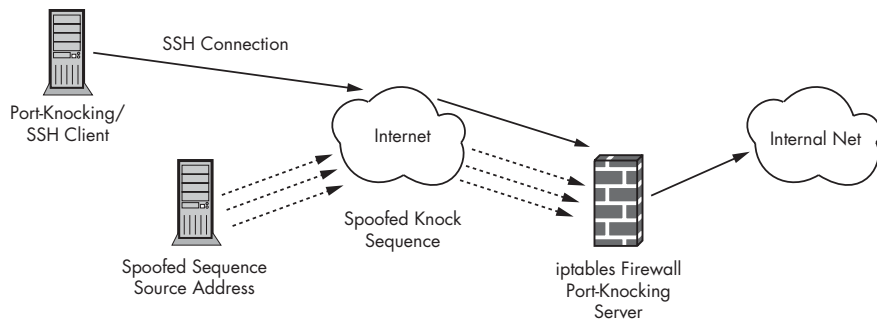 SSH Connection
Port-Knocking/
SSH Client
Internet
Internal Net
Spoofed Knock
Sequence
Spoofed Sequence
Source Address
iptables Firewall
Port-Knocking
Server